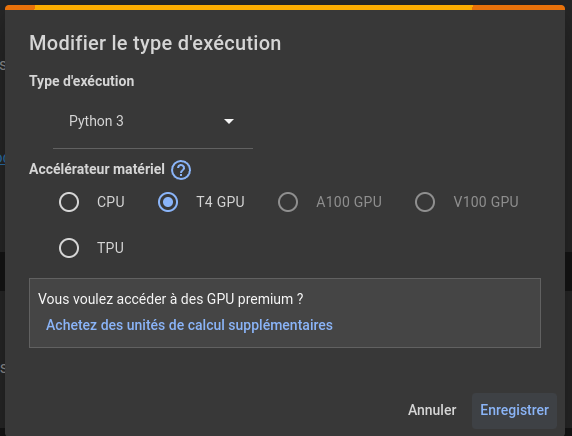 Modifier le type d'exécution
Type d'exécution
Python 3
Accélérateur matériel ?
CPU T4 GPU A100 GPU V100 GPU
TPU
Vous voulez accéder à des GPU premium ?
Achetez des unités de calcul supplémentaires
Annuler Enregistrer